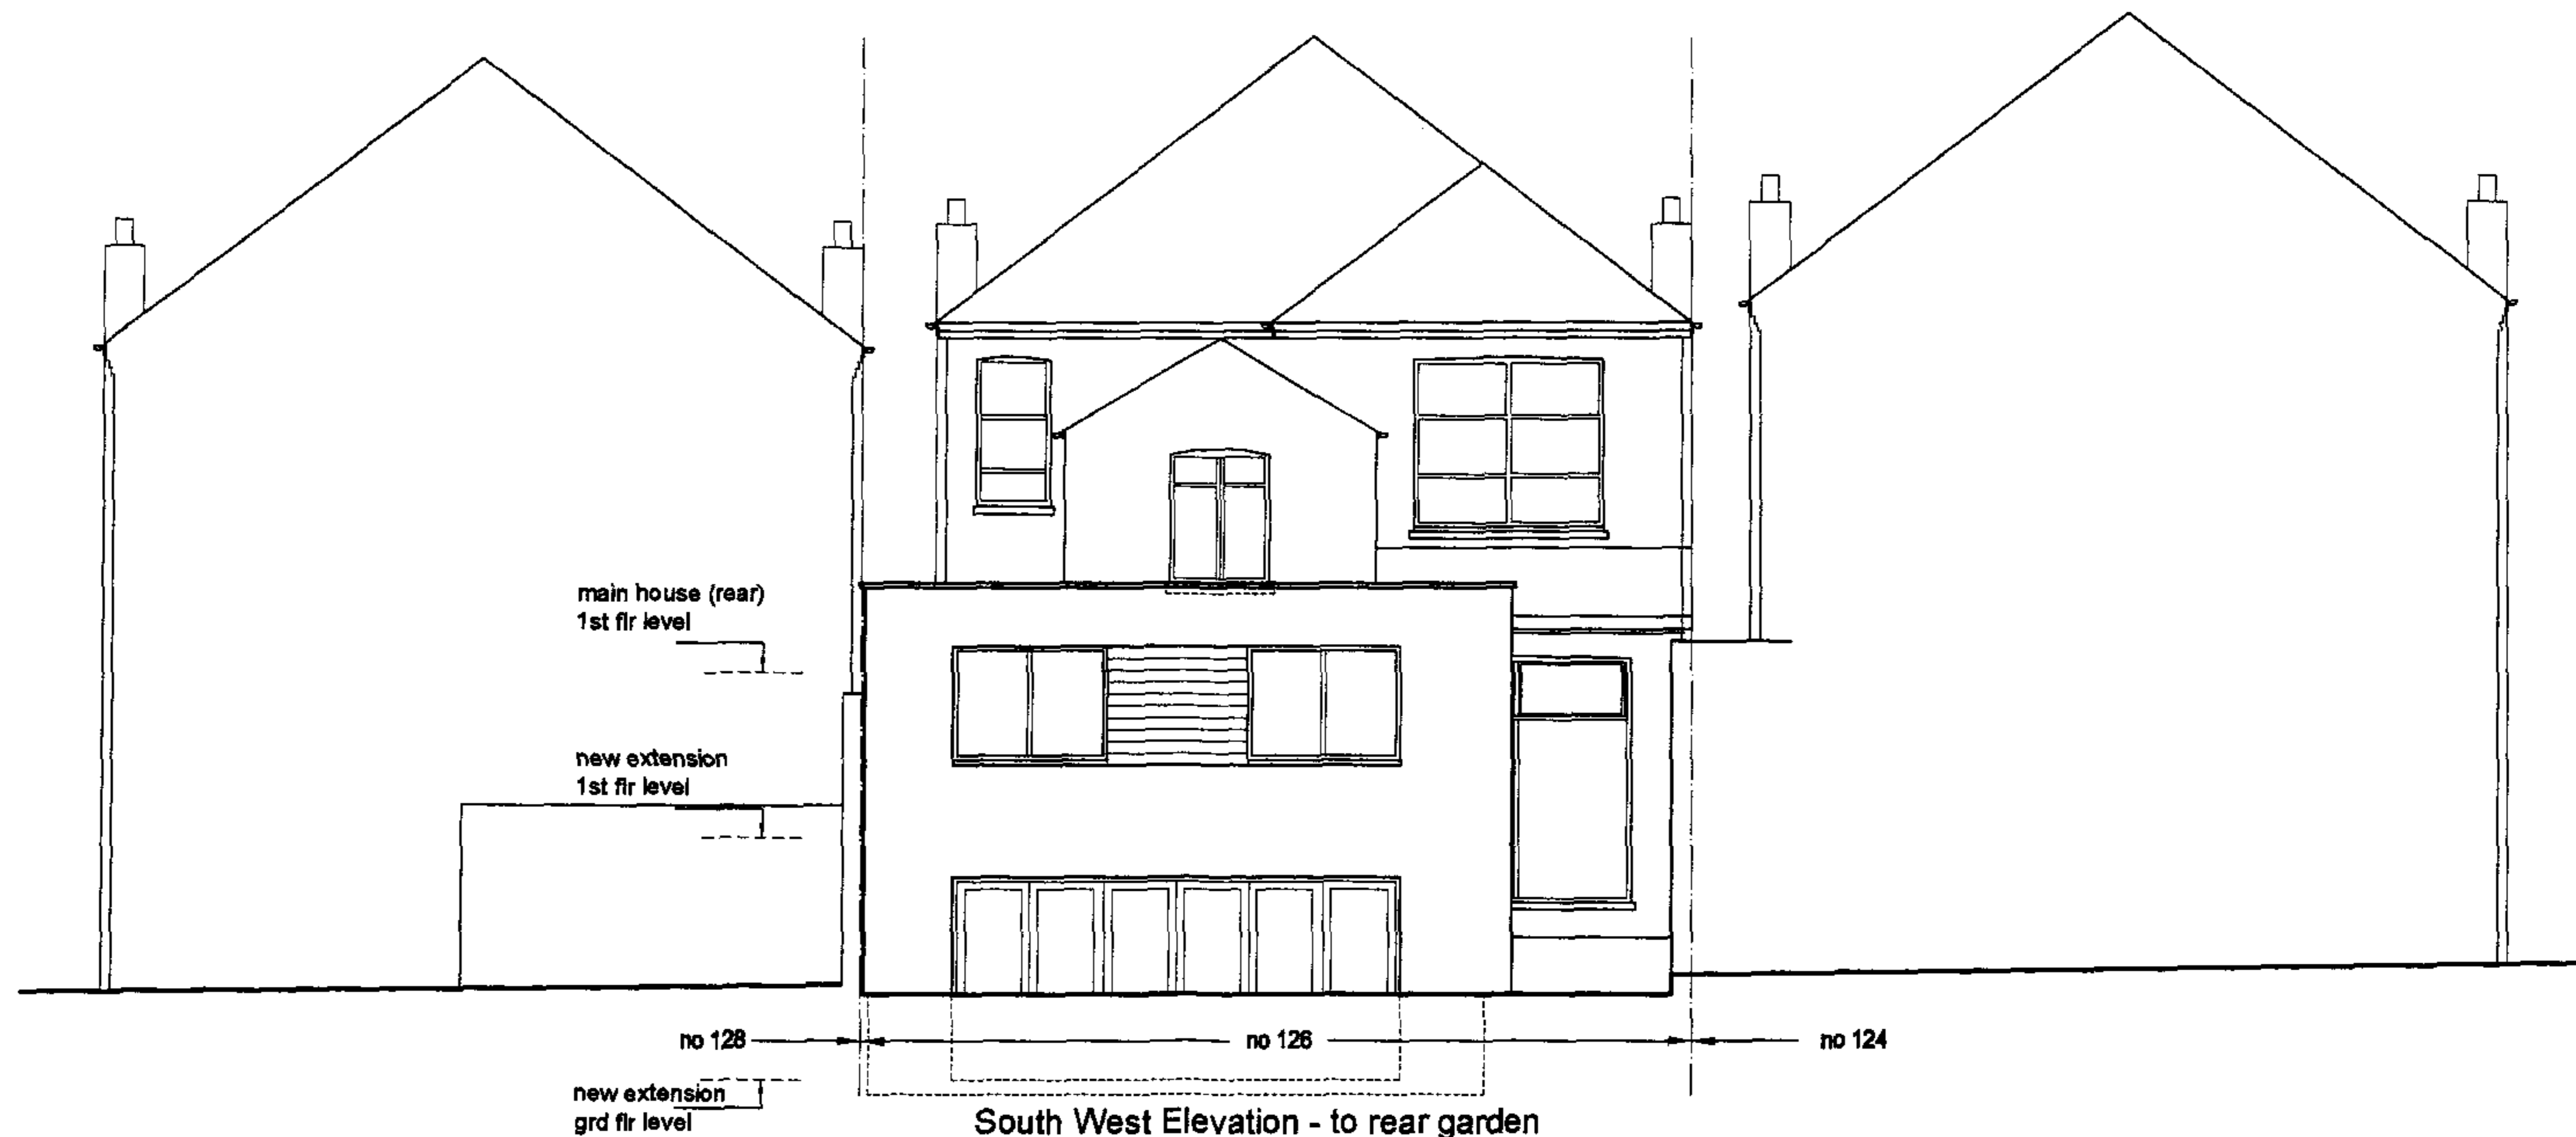 main house (rear)
1st flr level
new extension
1st flr level
no 128
no 126
no 124
new extension
grd flr level
South West Elevation - to rear garden